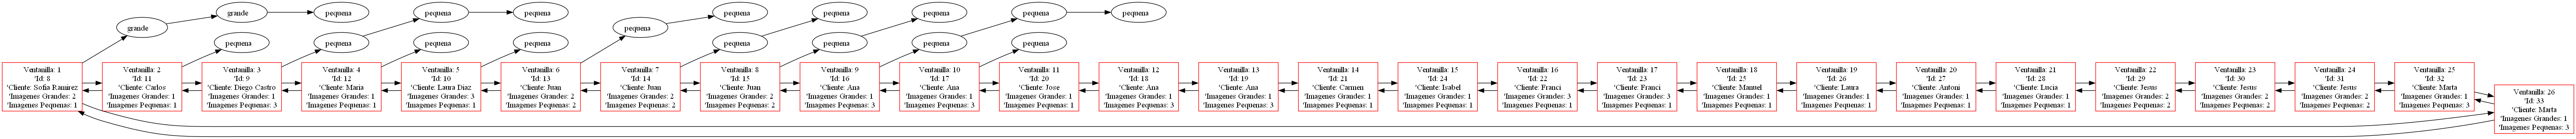 grande
pequena
pequena
pequena
pequena
pequena
pequena
pequena
pequena
grande
pequena
pequena
pequena
pequena
pequena
pequena
pequena
pequena
pequena
pequena
Ventanilla: 1
'Id: 8
'Cliente: Sofia Ramirez
'Imagenes Grandes: 2
'Imagenes Pequenas: 1
Ventanilla: 2
'Id: 11
'Cliente: Carlos
'Imagenes Grandes: 1
'Imagenes Pequenas: 1
Ventanilla: 3
'Id: 9
'Cliente: Diego Castro
'Imagenes Grandes: 1
'Imagenes Pequenas: 3
Ventanilla: 4
'Id: 12
'Cliente: Maria
'Imagenes Grandes: 1
'Imagenes Pequenas: 1
Ventanilla: 5
'Id: 10
'Cliente: Laura Diaz
'Imagenes Grandes: 3
'Imagenes Pequenas: 1
Ventanilla: 6
'Id: 13
'Cliente: Juan
'Imagenes Grandes: 2
'Imagenes Pequenas: 2
Ventanilla: 7
'Id: 14
'Cliente: Juan
'Imagenes Grandes: 2
'Imagenes Pequenas: 2
Ventanilla: 8
'Id: 15
'Cliente: Juan
'Imagenes Grandes: 2
'Imagenes Pequenas: 2
Ventanilla: 9
'Id: 16
'Cliente: Ana
'Imagenes Grandes: 1
'Imagenes Pequenas: 3
Ventanilla: 10
'Id: 17
'Cliente: Ana
'Imagenes Grandes: 1
'Imagenes Pequenas: 3
Ventanilla: 11
'Id: 20
'Cliente: Jose
'Imagenes Grandes: 1
'Imagenes Pequenas: 1
Ventanilla: 12
'Id: 18
'Cliente: Ana
'Imagenes Grandes: 1
'Imagenes Pequenas: 3
Ventanilla: 13
'Id: 19
'Cliente: Ana
'Imagenes Grandes: 1
'Imagenes Pequenas: 3
Ventanilla: 14
'Id: 21
'Cliente: Carmen
'Imagenes Grandes: 1
'Imagenes Pequenas: 1
Ventanilla: 15
'Id: 24
'Cliente: Isabel
'Imagenes Grandes: 1
'Imagenes Pequenas: 1
Ventanilla: 16
'Id: 22
'Cliente: Franci
'Imagenes Grandes: 3
'Imagenes Pequenas: 1
Ventanilla: 17
'Id: 23
'Cliente: Franci
'Imagenes Grandes: 3
'Imagenes Pequenas: 1
Ventanilla: 18
'Id: 25
'Cliente: Manuel
'Imagenes Grandes: 1
'Imagenes Pequenas: 1
Ventanilla: 19
'Id: 26
'Cliente: Laura
'Imagenes Grandes: 1
'Imagenes Pequenas: 1
Ventanilla: 20
'Id: 27
'Cliente: Antoni
'Imagenes Grandes: 1
'Imagenes Pequenas: 1
Ventanilla: 21
'Id: 28
'Cliente: Lucia
'Imagenes Grandes: 1
'Imagenes Pequenas: 1
Ventanilla: 22
'Id: 29
'Cliente: Jesus
'Imagenes Grandes: 2
'Imagenes Pequenas: 2
Ventanilla: 23
'Id: 30
'Cliente: Jesus
'Imagenes Grandes: 2
'Imagenes Pequenas: 2
Ventanilla: 24
'Id: 31
'Cliente: Jesus
'Imagenes Grandes: 2
'Imagenes Pequenas: 2
Ventanilla: 25
'Id: 32
'Cliente: Marta
'Imagenes Grandes: 1
'Imagenes Pequenas: 3
Ventanilla: 26
'Id: 33
'Cliente: Marta
'Imagenes Grandes: 1
'Imagenes Pequenas: 3